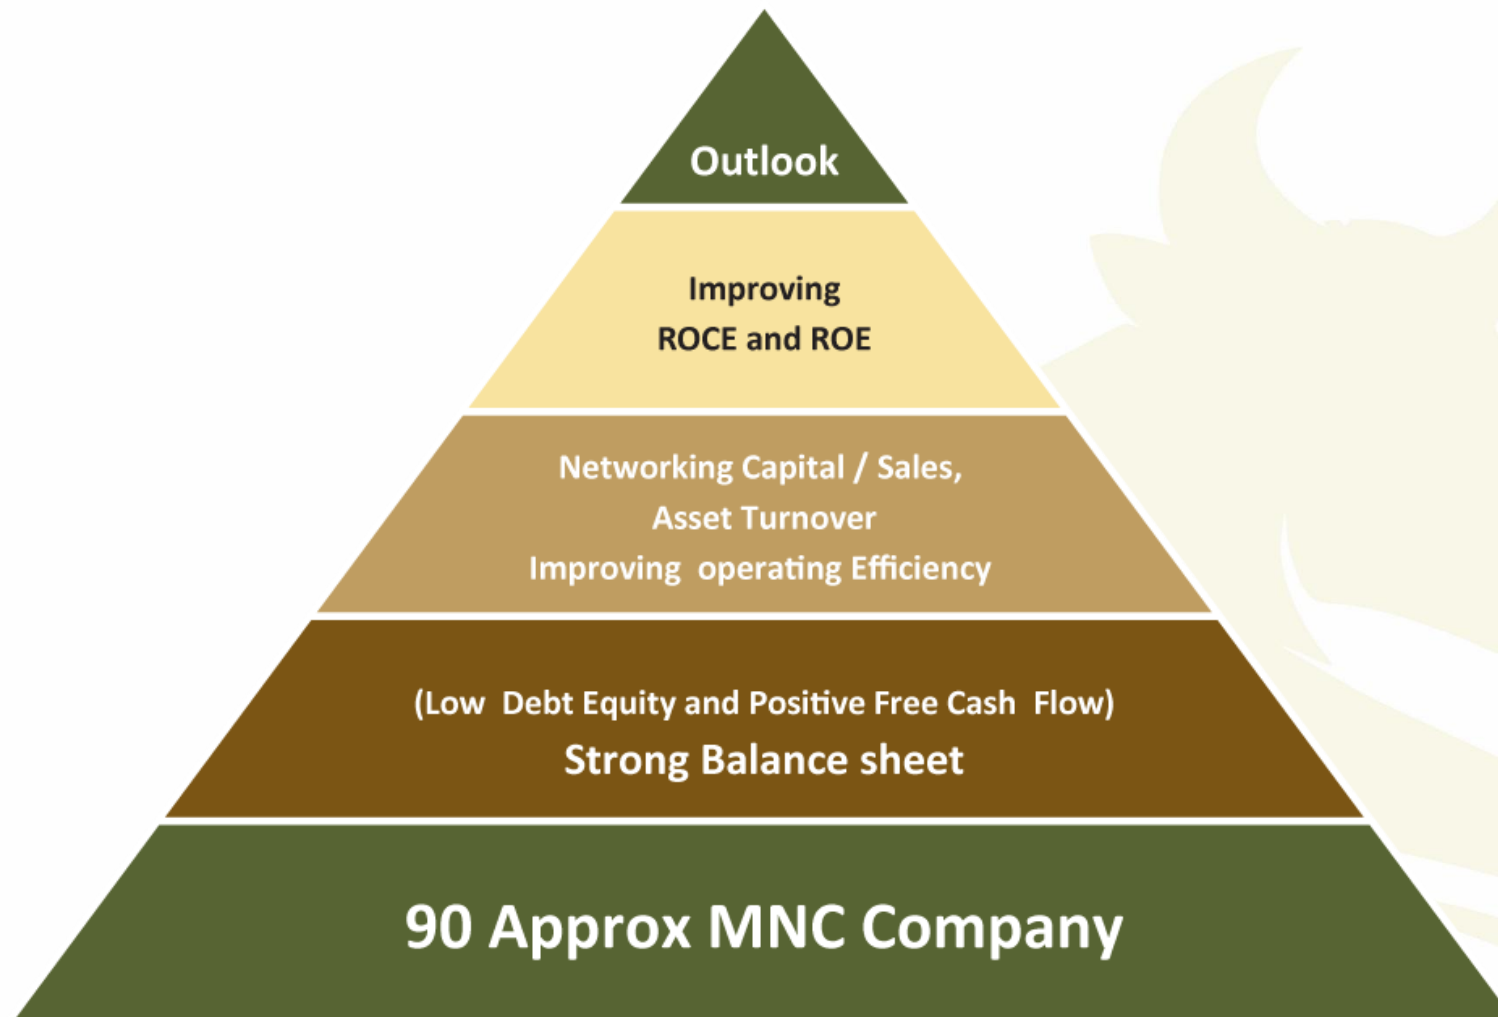 Outlook
Improving
ROCE and ROE
Networking Capital / Sales,
Asset Turnover
Improving operating Efficiency
(Low Debt Equity and Positive Free Cash Flow)
Strong Balance sheet
90 Approx MNC Company